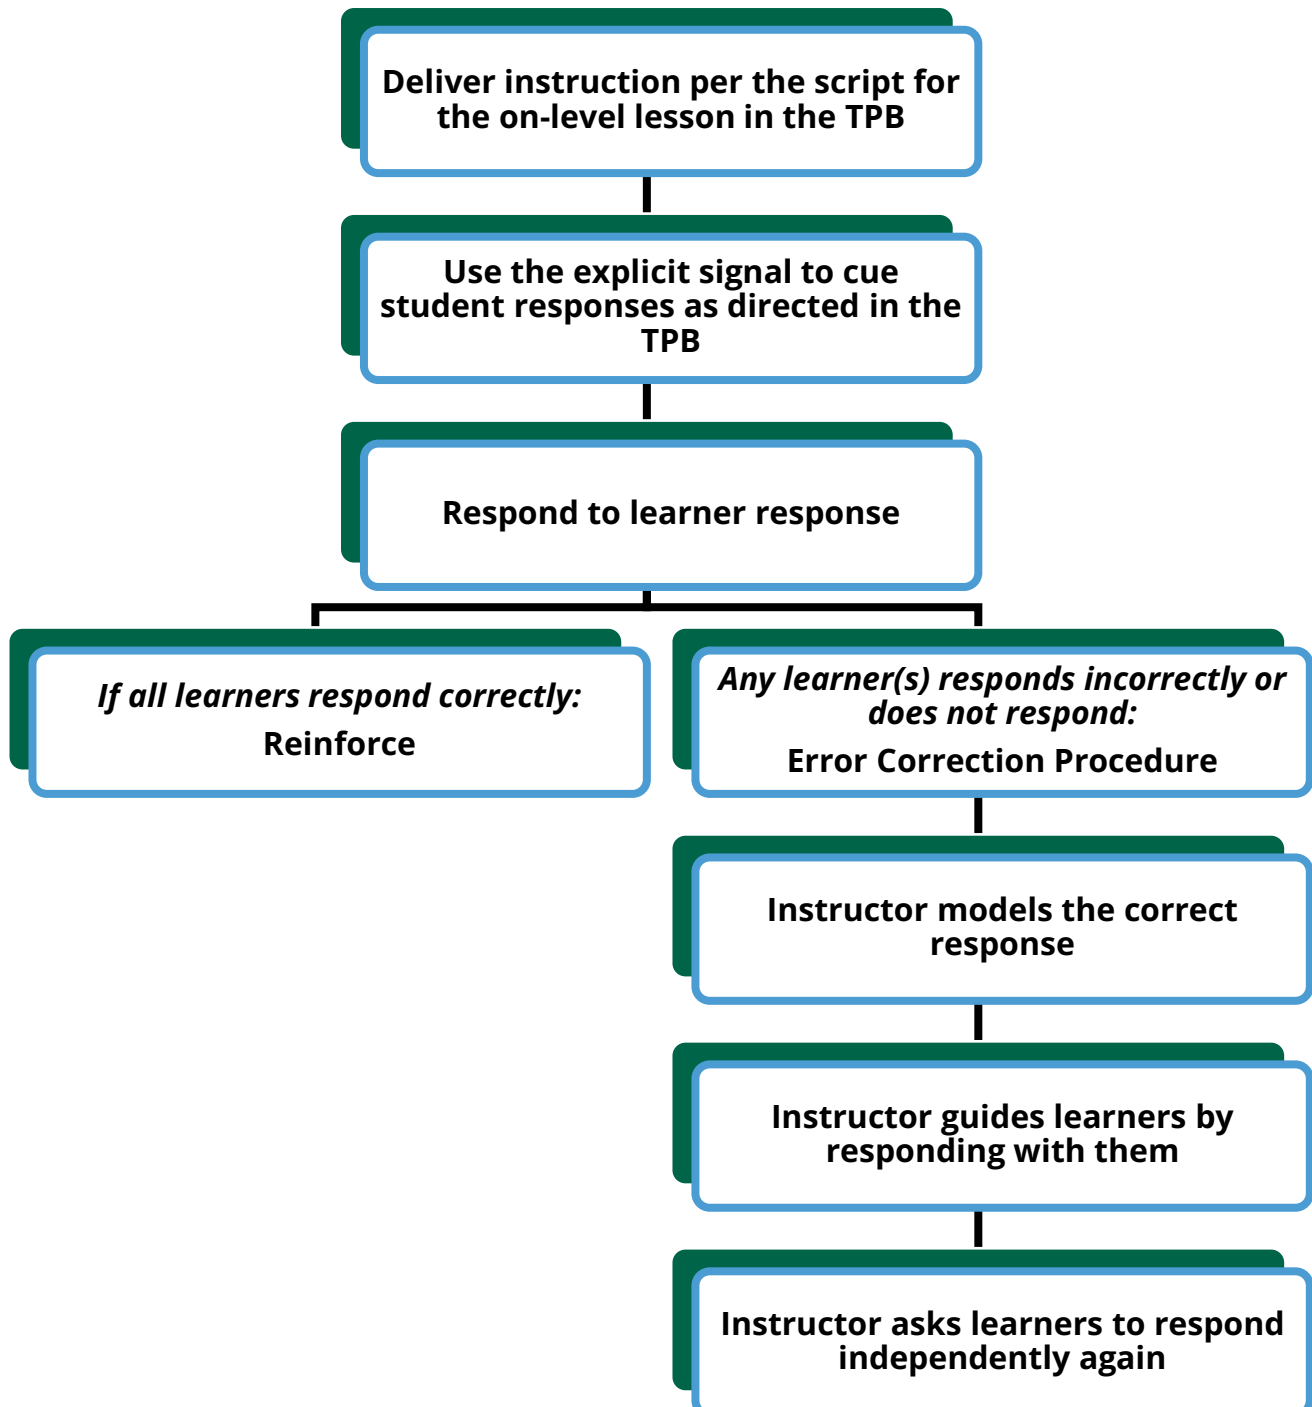 Deliver instruction per the script for
the on-level lesson in the TPB
Use the explicit signal to cue
student responses as directed in the
TPB
Respond to learner response
If all learners respond correctly:
Reinforce
Any learner(s) responds incorrectly or
does not respond:
Error Correction Procedure
Instructor models the correct
response
Instructor guides learners by
responding with them
Instructor asks learners to respond
independently again